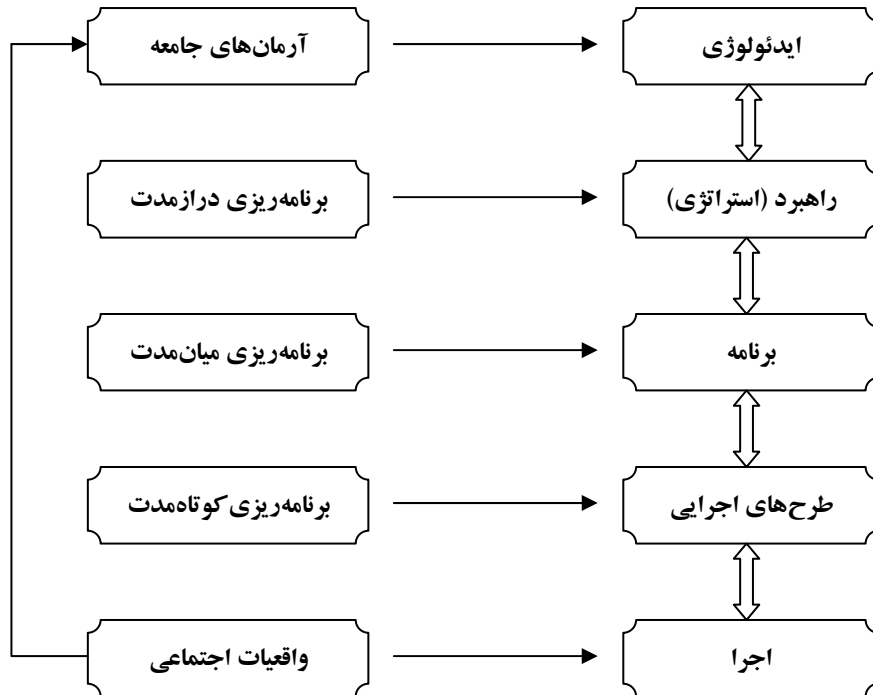 ایدئولوژی
آرمان‌های جامعه
راهبرد (استراتژی)
برنامه‌ریزی درازمدت
برنامه
برنامه‌ریزی میان‌مدت
طرح‌های اجرایی
برنامه‌ریزی کوتاه‌مدت
اجرا
واقعیات اجتماعی